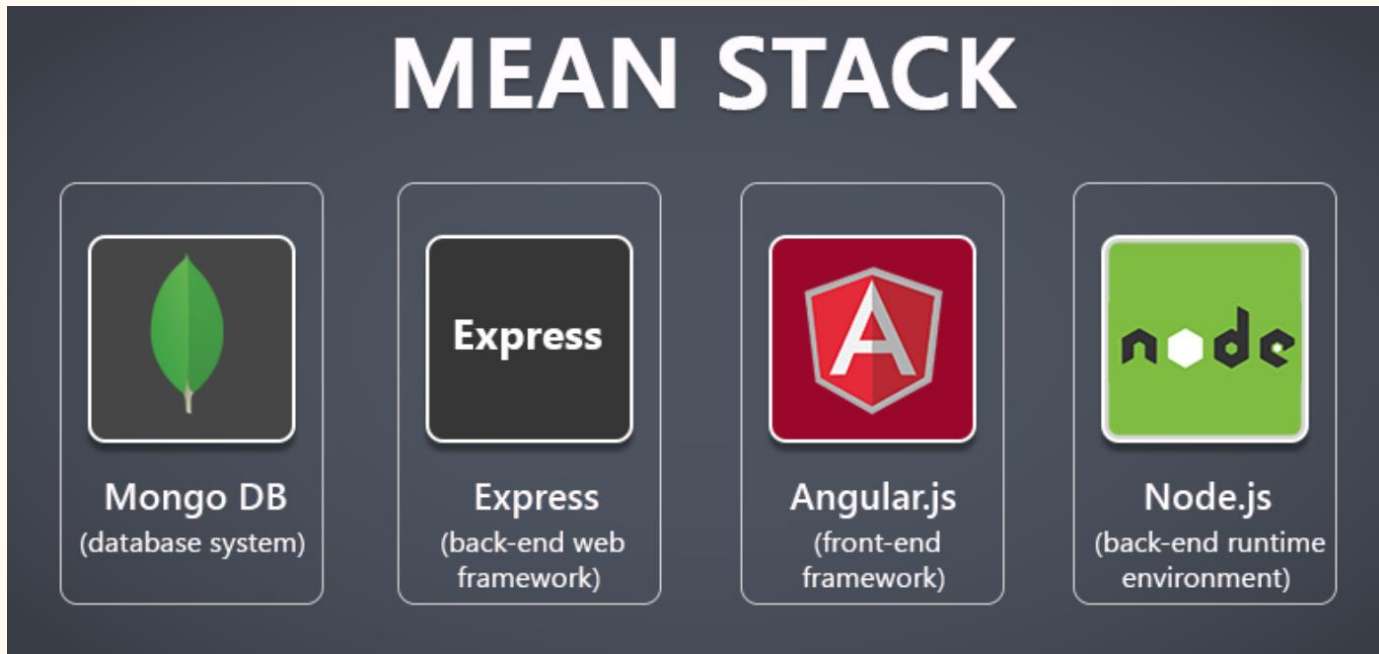 MEAN STACK
Express
A
node
Mongo DB
(database system)
Express
(back-end web
framework)
Angular.js
(front-end
framework)
Node.js
(back-end runtime
environment)